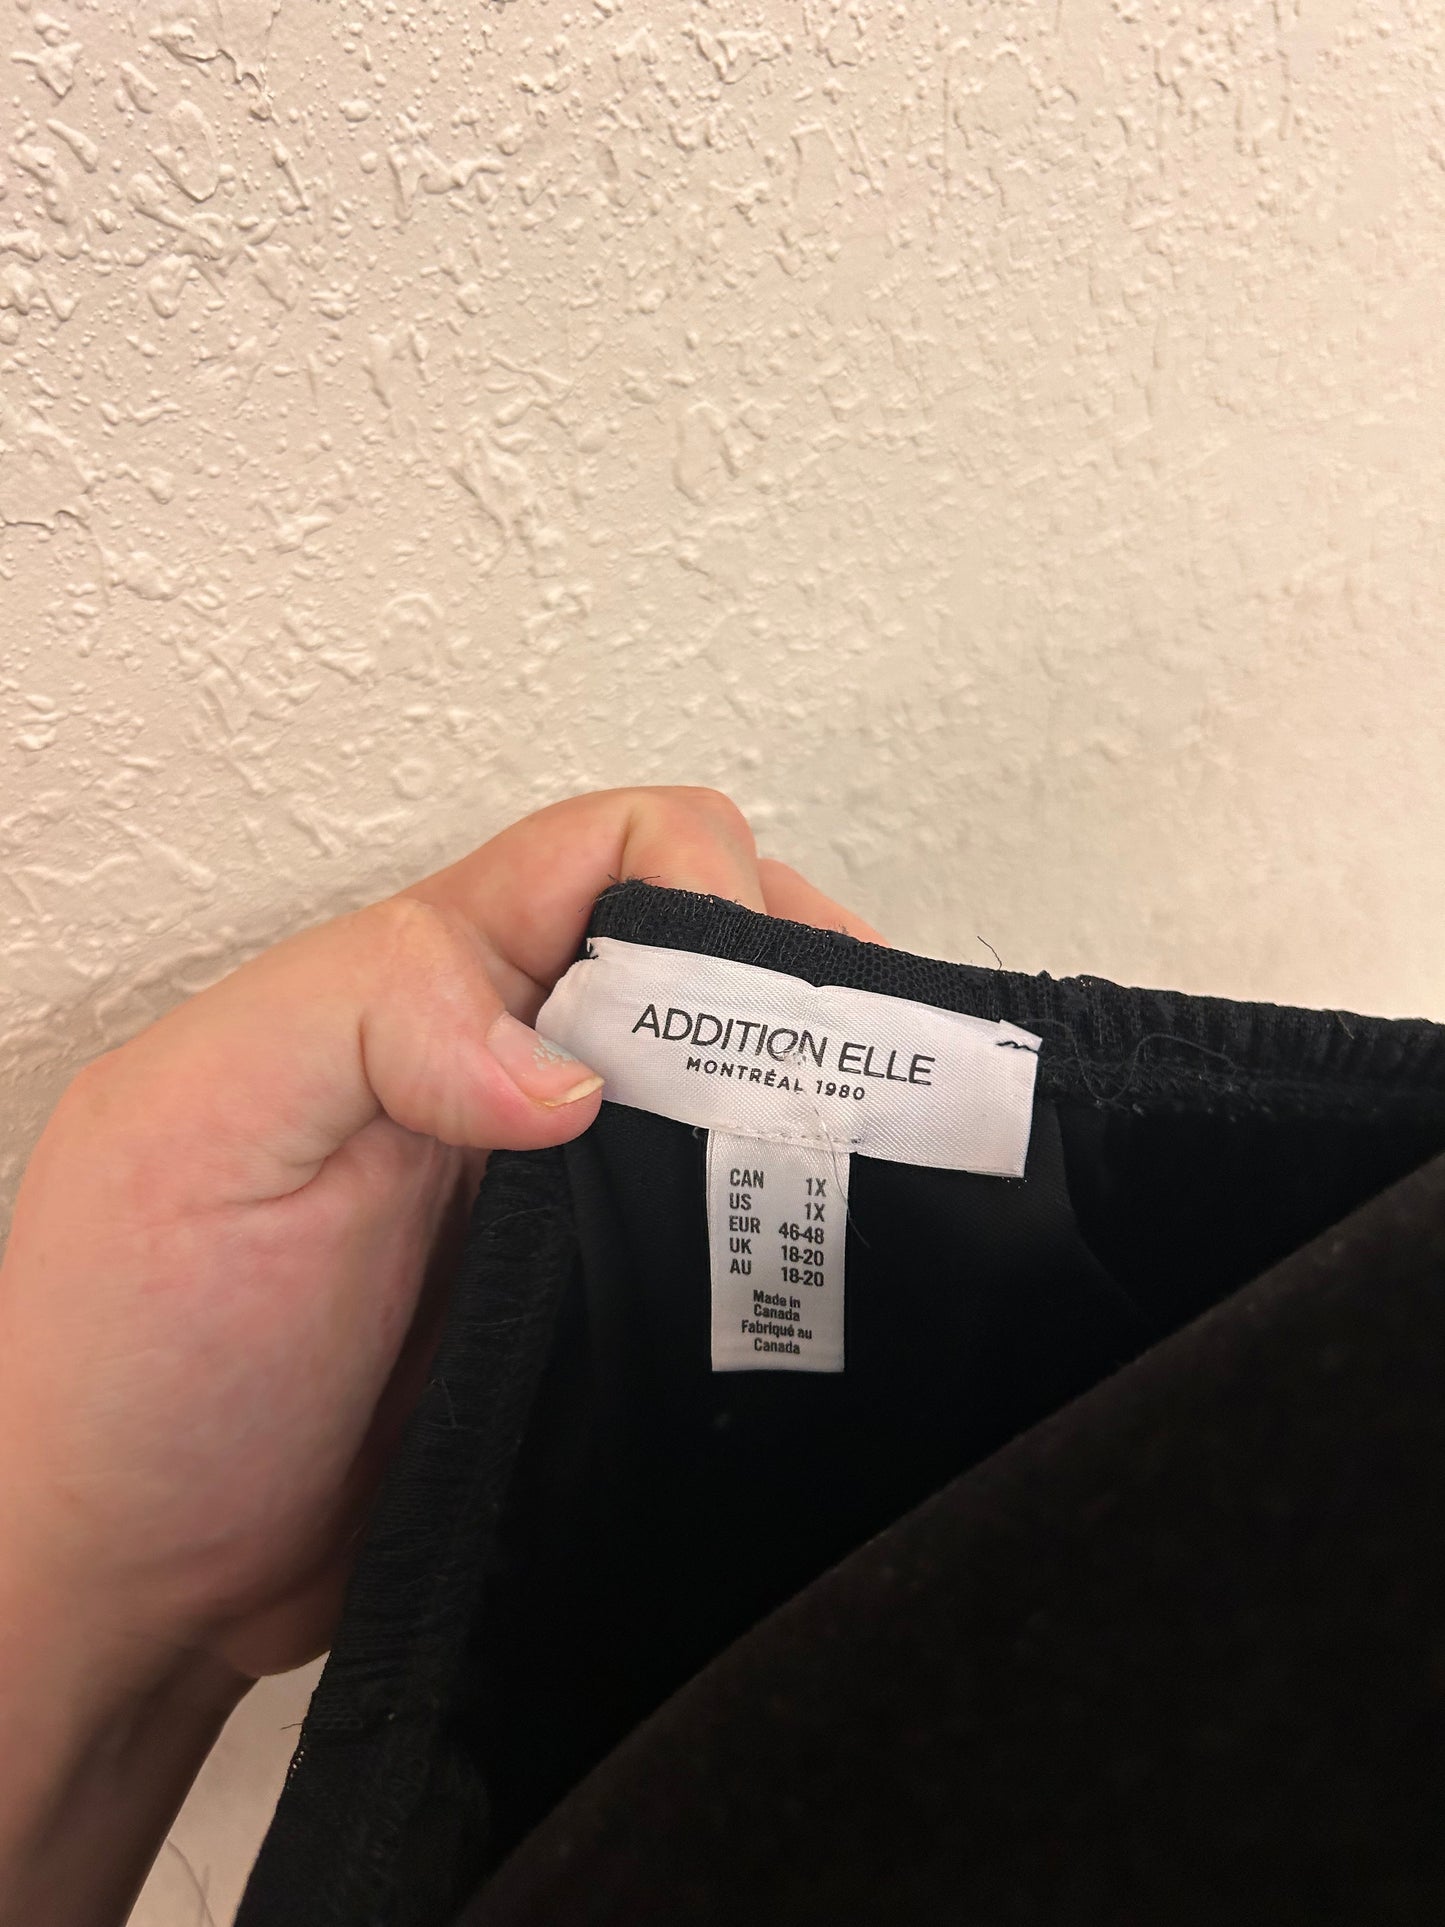 ADDITION ELLE
MONTRÉAL 1980
CAN 1X
US 1X
EUR 46-48
UK 18-20
AU 18-20
Made in
Canada
Fabriqué au
Canada